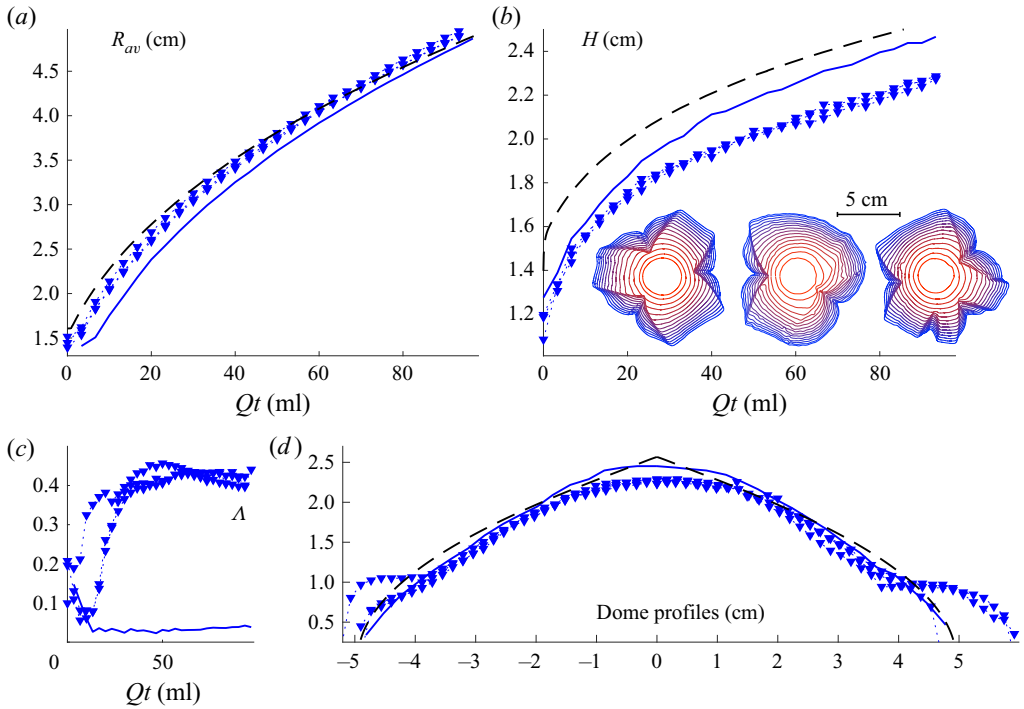 (a)
R_av (cm)
4.5
4.0
3.5
3.0
2.5
2.0
1.5
0 20 40 60 80
Qt (ml)
(b)
H (cm)
2.4
2.2
2.0
1.8
1.6
1.4
1.2
5 cm
0 20 40 60 80
Qt (ml)
(c)
0.4
0.3
0.2
0.1
Λ
0 50
Qt (ml)
(d)
2.5
2.0
1.5
1.0
0.5
Dome profiles (cm)
–5 –4 –3 –2 –1 0 1 2 3 4 5